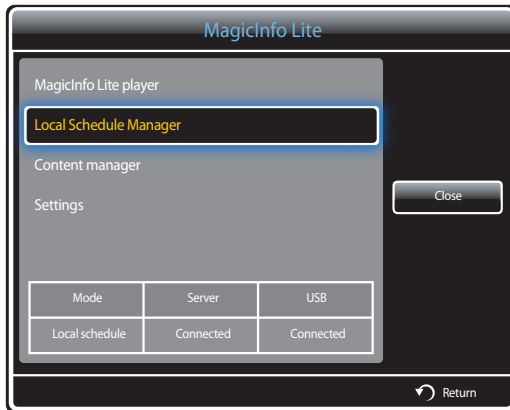 MagicInfo Lite
MagicInfo Lite player
Local Schedule Manager
Content manager
Settings
Close
Mode Server USB
Local schedule Connected Connected
Return